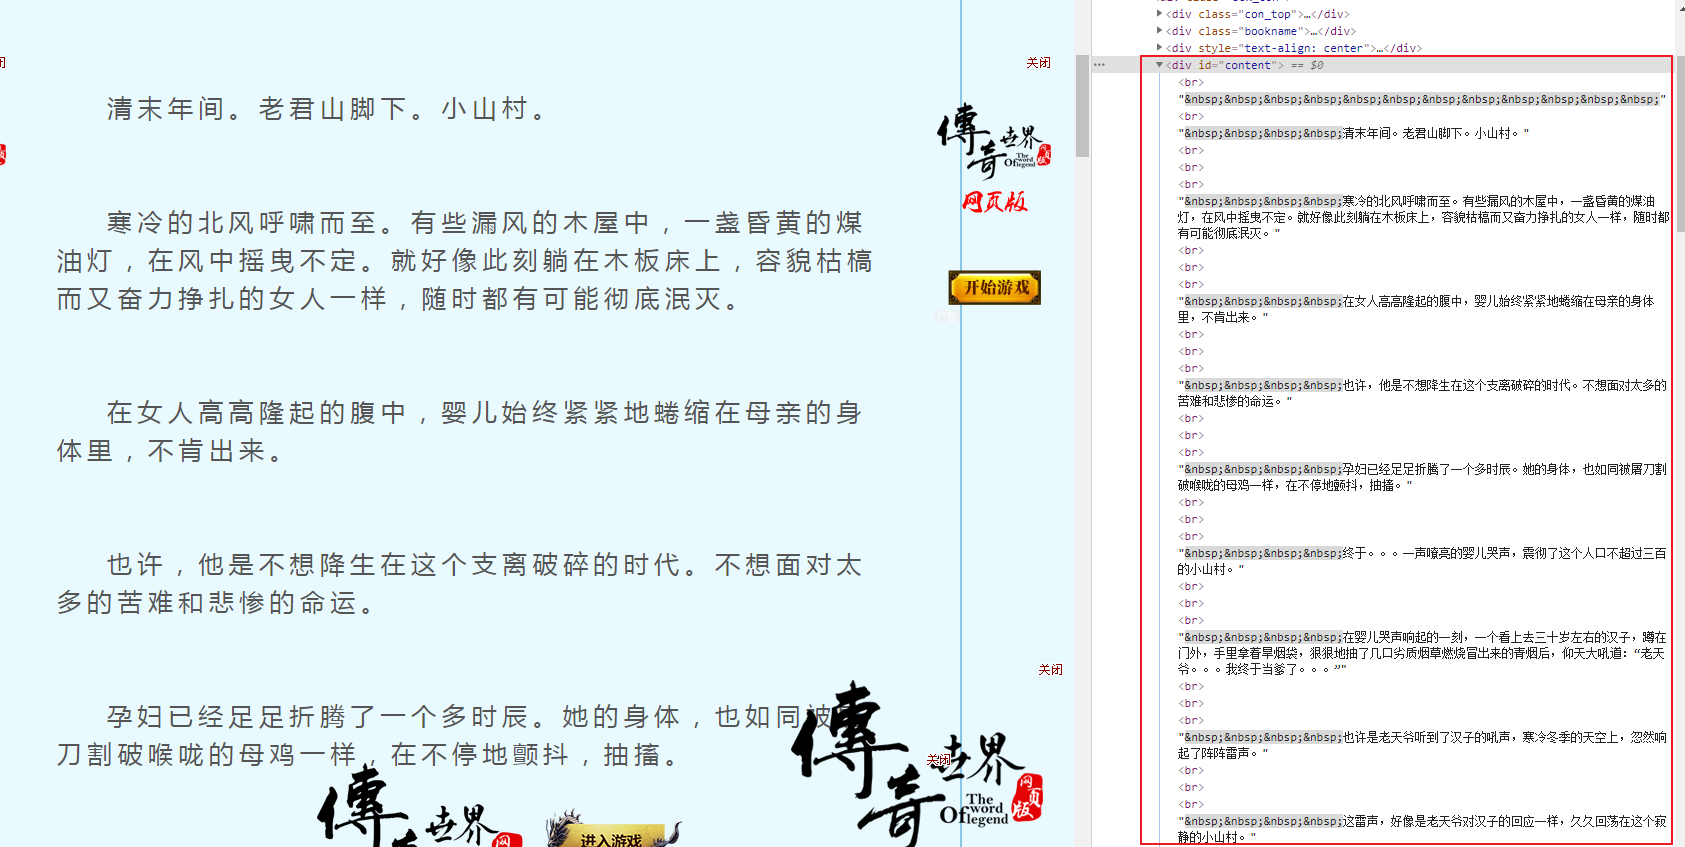 关闭
清末年间。老君山脚下。小山村。
寒冷的北风呼啸而至。有些漏风的木屋中，一盏昏黄的煤
油灯，在风中摇曳不定。就好像此刻躺在木板床上，容貌枯槁
而又奋力挣扎的女人一样，随时都有可能彻底泯灭。
在女人高高隆起的腹中，婴儿始终紧紧地蜷缩在母亲的身
体里，不肯出来。
也许，他是不想降生在这个支离破碎的时代。不想面对太
多的苦难和悲惨的命运。
孕妇已经足足折腾了一个多时辰。她的身体，也如同被
刀割破喉咙的母鸡一样，在不停地颤抖，抽搐。
傳奇世界
The word
Of legend
网页版
网页版
开始游戏
关闭
傳奇世界
The word
Of legend
网页版
关闭
傳奇世界
网
进入游戏
<div class="con_top">…</div>
<div class="bookname">…</div>
<div style="text-align: center">…</div>
<div id="content"> == $0
<br>
"&nbsp;&nbsp;&nbsp;&nbsp;&nbsp;&nbsp;&nbsp;&nbsp;&nbsp;&nbsp;&nbsp;&nbsp;"
<br>
"&nbsp;&nbsp;&nbsp;&nbsp;清末年间。老君山脚下。小山村。"
<br>
<br>
<br>
"&nbsp;&nbsp;&nbsp;&nbsp;寒冷的北风呼啸而至。有些漏风的木屋中，一盏昏黄的煤油
灯，在风中摇曳不定。就好像此刻躺在木板床上，容貌枯槁而又奋力挣扎的女人一样，随时都
有可能彻底泯灭。"
<br>
<br>
<br>
"&nbsp;&nbsp;&nbsp;&nbsp;在女人高高隆起的腹中，婴儿始终紧紧地蜷缩在母亲的身体
里，不肯出来。"
<br>
<br>
<br>
"&nbsp;&nbsp;&nbsp;&nbsp;也许，他是不想降生在这个支离破碎的时代。不想面对太多的
苦难和悲惨的命运。"
<br>
<br>
<br>
"&nbsp;&nbsp;&nbsp;&nbsp;孕妇已经足足折腾了一个多时辰。她的身体，也如同被屠刀割
破喉咙的母鸡一样，在不停地颤抖，抽搐。"
<br>
<br>
<br>
"&nbsp;&nbsp;&nbsp;&nbsp;终于。。。一声嘹亮的婴儿哭声，震彻了这个人口不超过三百
的小山村。"
<br>
<br>
<br>
"&nbsp;&nbsp;&nbsp;&nbsp;在婴儿哭声响起的一刻，一个看上去三十岁左右的汉子，蹲在
门外，手里拿着旱烟袋，狠狠地抽了几口劣质烟草燃烧冒出来的青烟后，仰天大吼道：“老天
爷。。。我终于当爹了。。。”"
<br>
<br>
<br>
"&nbsp;&nbsp;&nbsp;&nbsp;也许是老天爷听到了汉子的吼声，寒冷冬季的天空上，忽然响
起了阵阵雷声。"
<br>
<br>
<br>
"&nbsp;&nbsp;&nbsp;&nbsp;这雷声，好像是老天爷对汉子的回应一样，久久回荡在这个寂
静的小山村。"